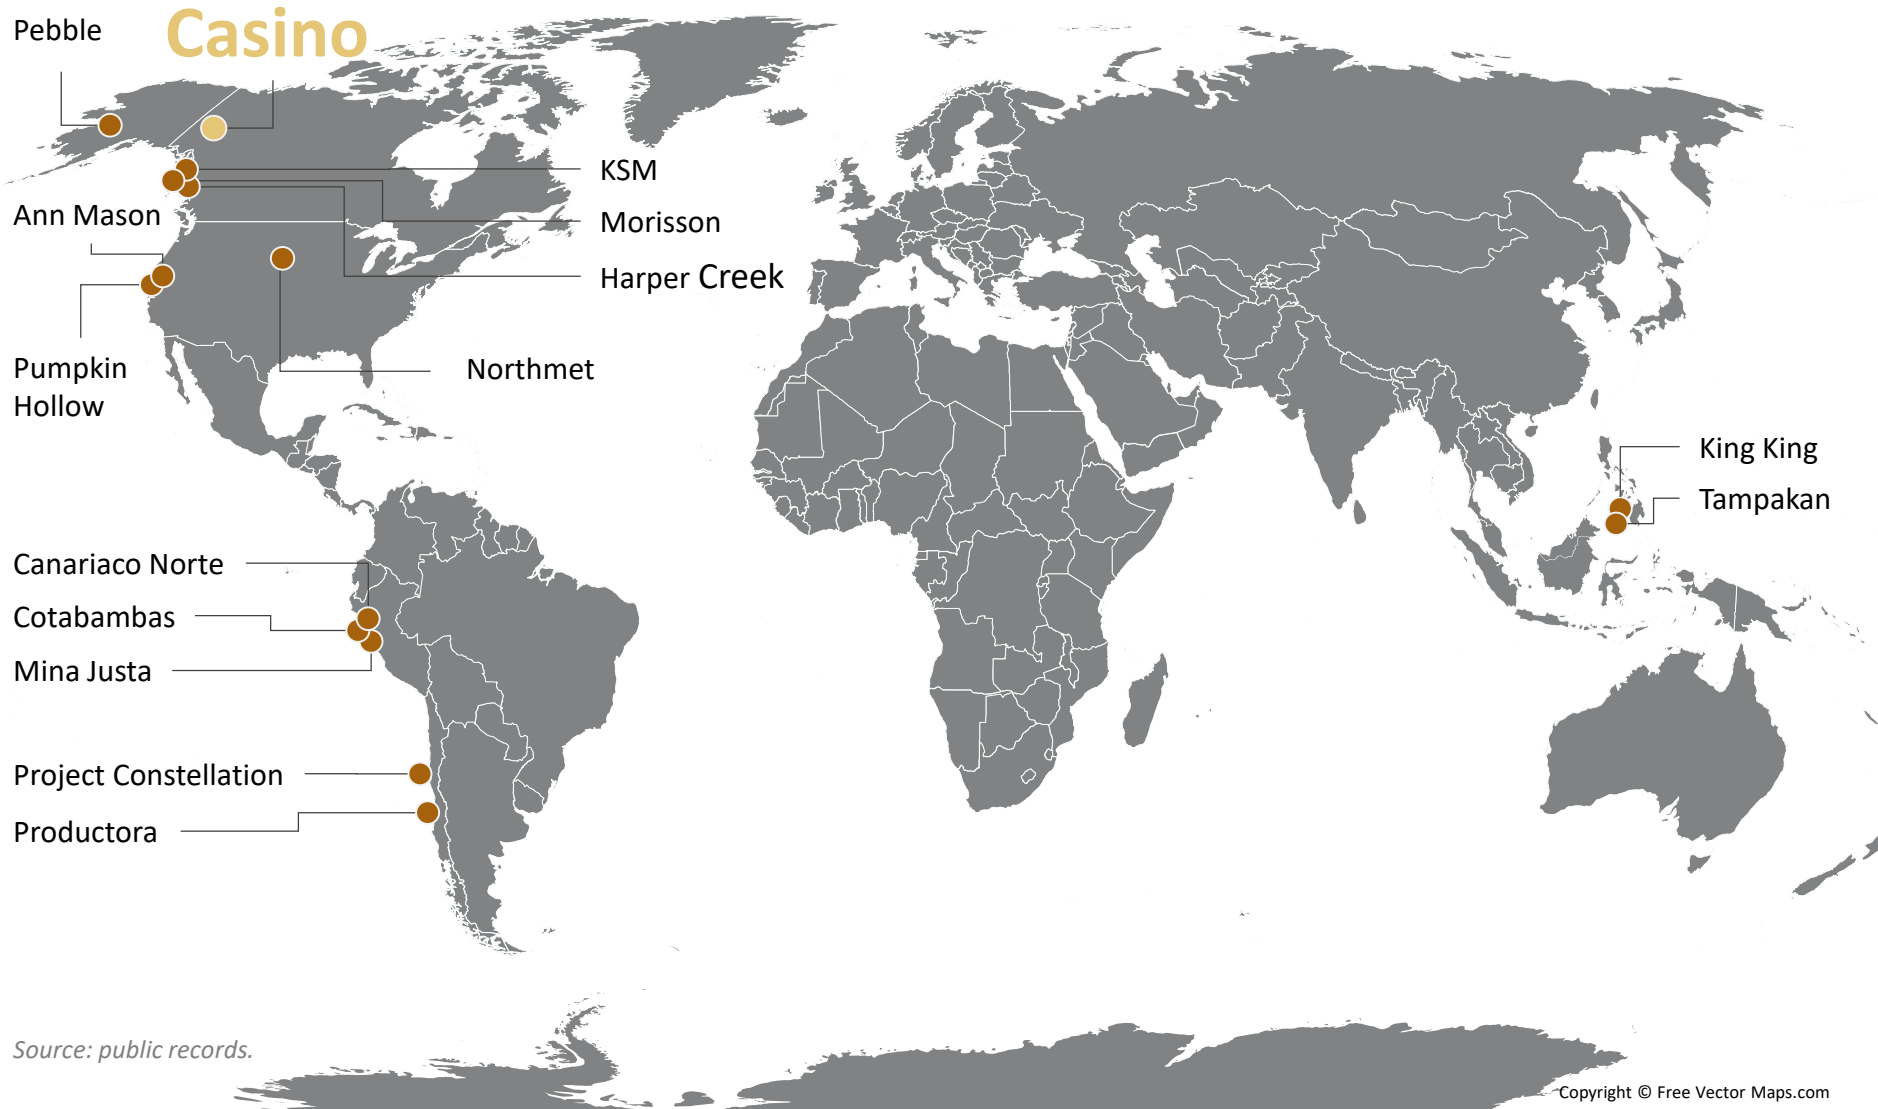 Pebble
Casino
KSM
Ann Mason
Morisson
Harper Creek
Pumpkin
Hollow
Northmet
King King
Tampakan
Canariaco Norte
Cotabambas
Mina Justa
Project Constellation
Productora
Source: public records.
Copyright © Free Vector Maps.com